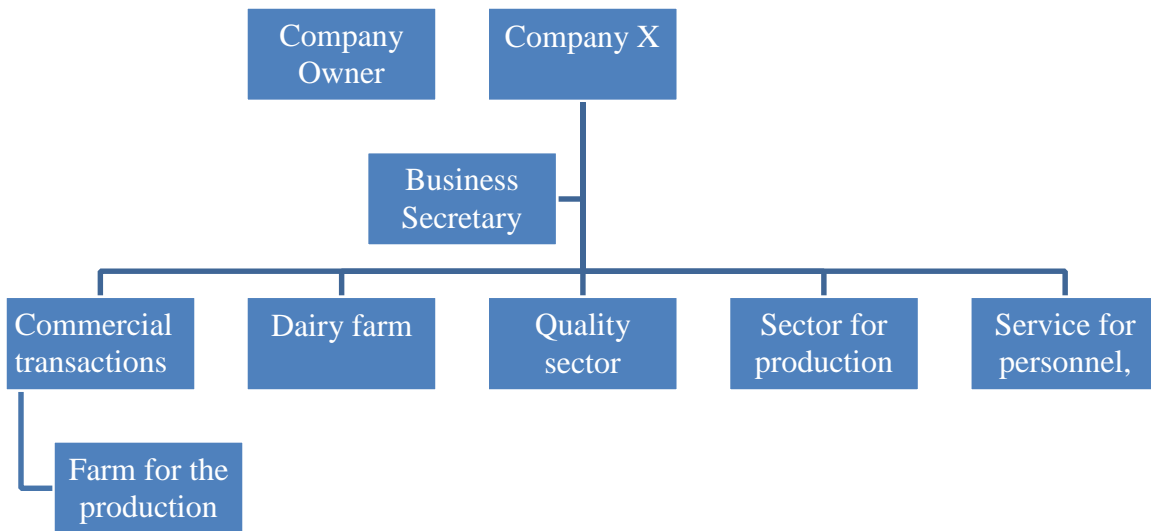 Company
Owner
Company X
Business
Secretary
Commercial
transactions
Dairy farm
Quality
sector
Sector for
production
Service for
personnel,
Farm for the
production